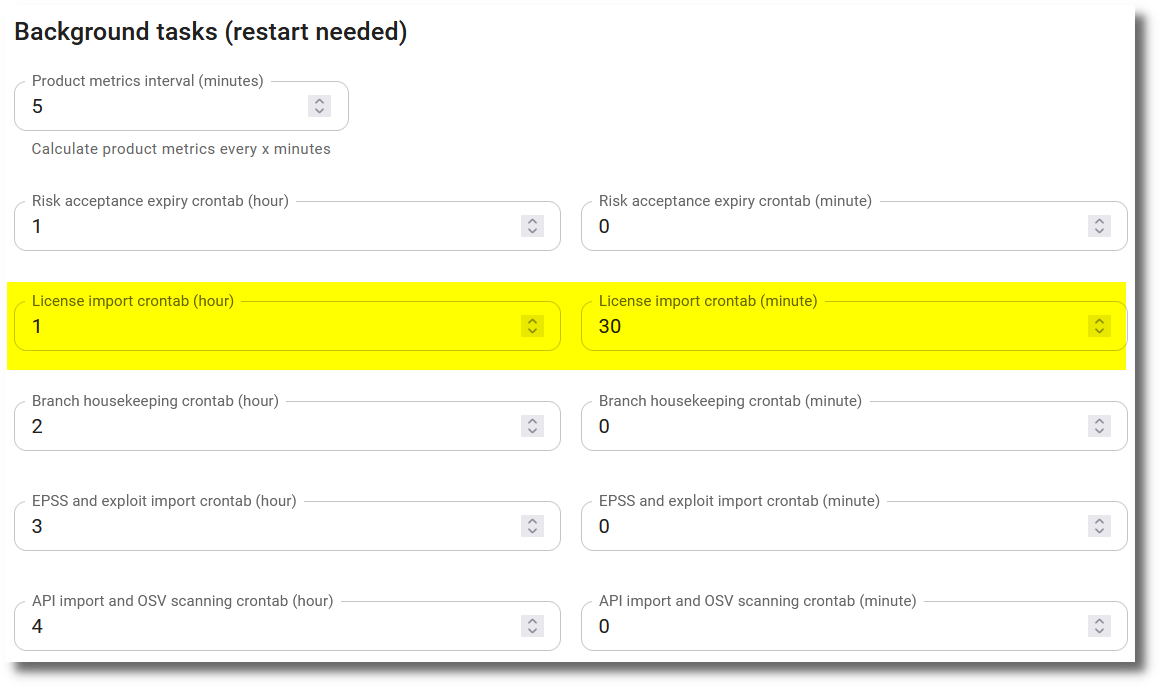 Background tasks (restart needed)
Product metrics interval (minutes)
5
Calculate product metrics every x minutes
Risk acceptance expiry crontab (hour)
1
Risk acceptance expiry crontab (minute)
0
License import crontab (hour)
1
License import crontab (minute)
30
Branch housekeeping crontab (hour)
2
Branch housekeeping crontab (minute)
0
EPSS and exploit import crontab (hour)
3
EPSS and exploit import crontab (minute)
0
API import and OSV scanning crontab (hour)
4
API import and OSV scanning crontab (minute)
0